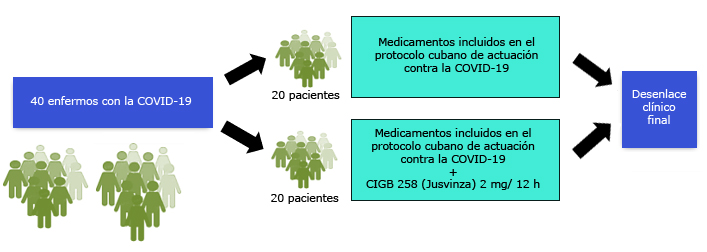 40 enfermos con la COVID-19
20 pacientes
Medicamentos incluidos en el
protocolo cubano de actuación
contra la COVID-19
20 pacientes
Medicamentos incluidos en el
protocolo cubano de actuación
contra la COVID-19
+
CIGB 258 (Jusvinza) 2 mg/ 12 h
Desenlace
clínico
final